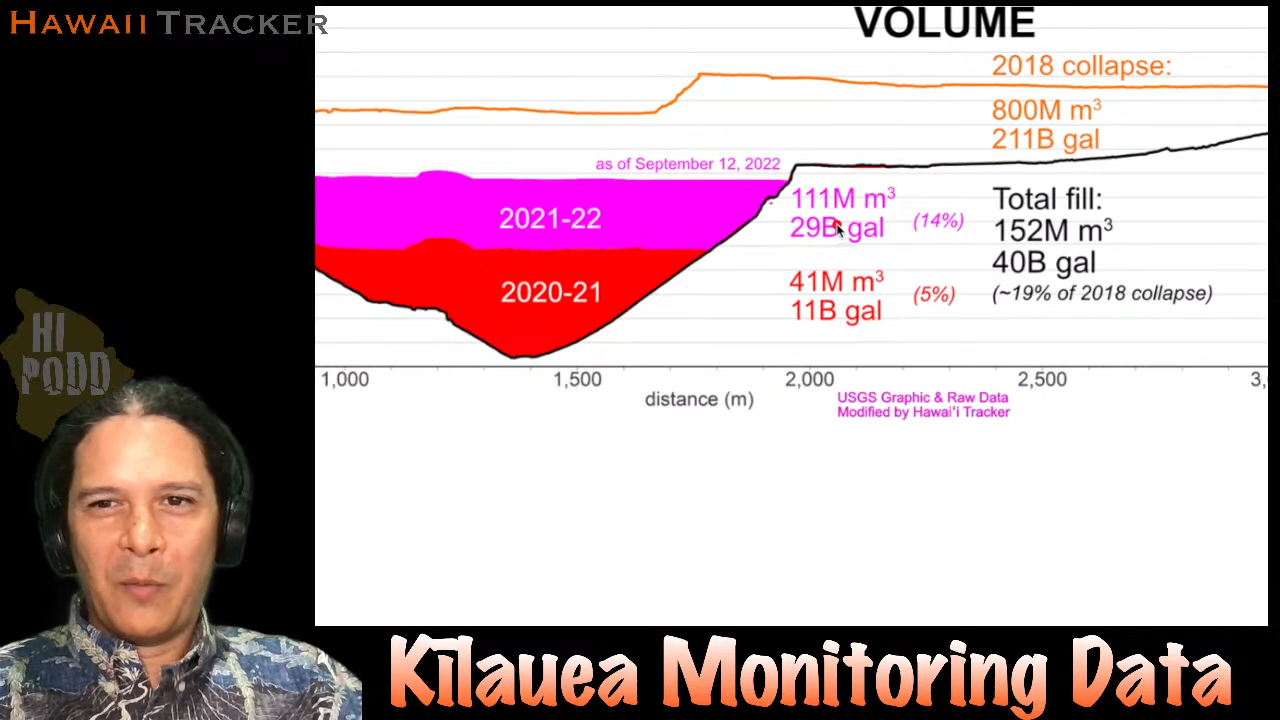 HAWAII TRACKER
VOLUME
2018 collapse:
800M m³
211B gal
as of September 12, 2022
2021-22
111M m³
29B gal
(14%)
Total fill:
152M m³
40B gal
(~19% of 2018 collapse)
2020-21
41M m³
11B gal
(5%)
1,000
1,500
2,000
2,500
3,
distance (m)
USGS Graphic & Raw Data
Modified by Hawaiʻi Tracker
HI
PODD
Kīlauea Monitoring Data